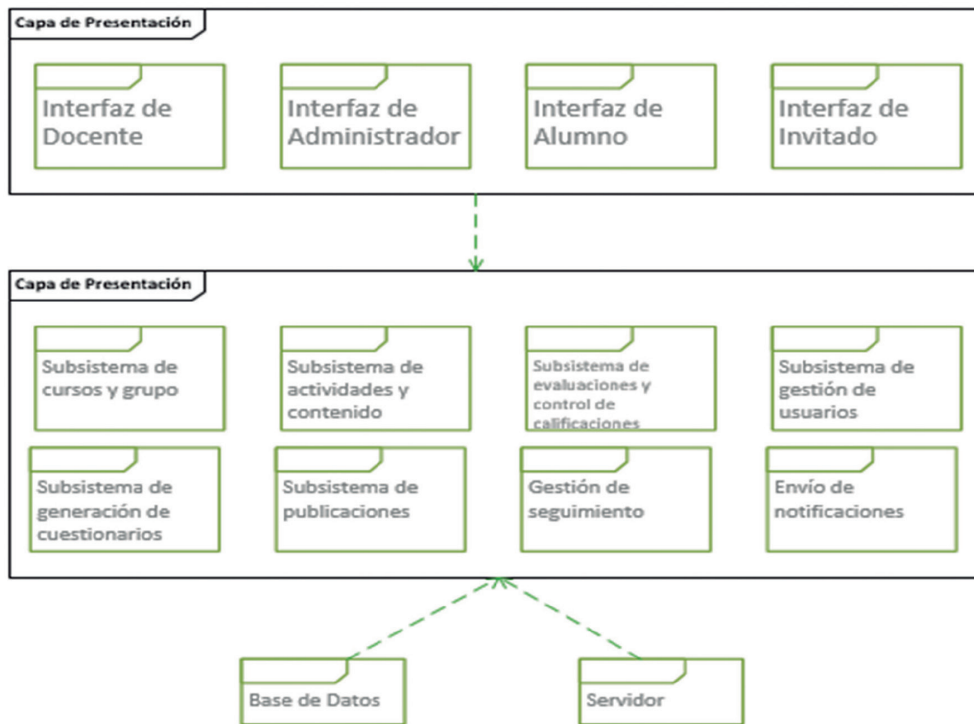 Capa de Presentación
Interfaz de
Docente
Interfaz de
Administrador
Interfaz de
Alumno
Interfaz de
Invitado
Capa de Presentación
Subsistema de
cursos y grupo
Subsistema de
actividades y
contenido
Subsistema de
evaluaciones y
control de
calificaciones
Subsistema de
gestión de
usuarios
Subsistema de
generación de
cuestionarios
Subsistema de
publicaciones
Gestión de
seguimiento
Envío de
notificaciones
Base de Datos
Servidor